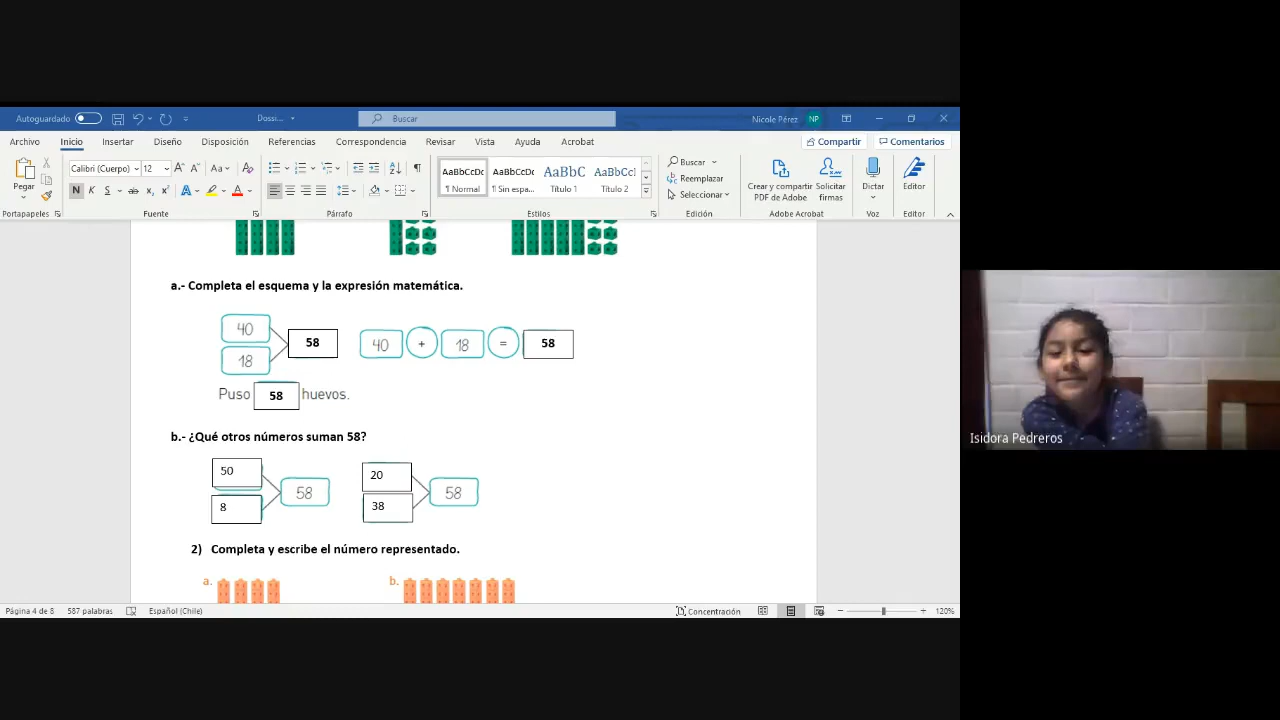 Autoguardado
Dossi...
Buscar
Nicole Pérez NP
Archivo Inicio Insertar Diseño Disposición Referencias Correspondencia Revisar Vista Ayuda Acrobat Compartir Comentarios
Pegar
Calibri (Cuerpo) 12 A A Aa
N K S ab x₂ x² A A
AaBbCcDc AaBbCcDc AaBbC AaBbCcI
¶ Normal ¶ Sin espa... Título 1 Título 2
Buscar
Reemplazar
Seleccionar
Crear y compartir PDF de Adobe
Solicitar firmas
Dictar
Editor
Portapapeles Fuente Párrafo Estilos Edición Adobe Acrobat Voz Editor
a.- Completa el esquema y la expresión matemática.
40
18
58
40 + 18 = 58
Puso 58 huevos.
b.- ¿Qué otros números suman 58?
50
8
58
20
38
58
2) Completa y escribe el número representado.
a. b.
Página 4 de 8 587 palabras Español (Chile) Concentración 120%
Isidora Pedreros